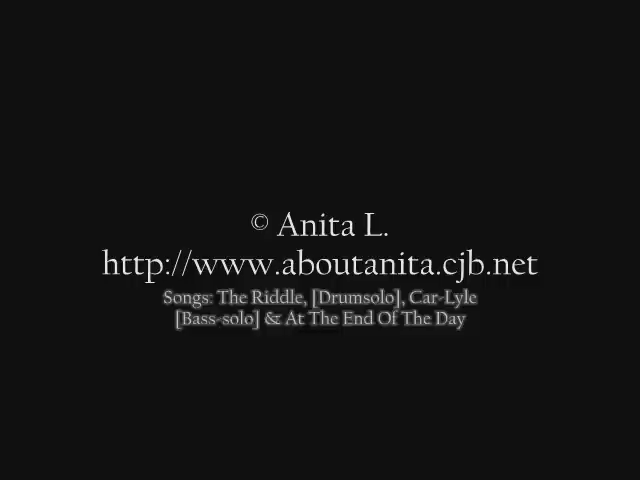 © Anita L.
http://www.aboutanita.cjb.net
Songs: The Riddle, [Drumsolo], Car-Lyle
[Bass-solo] & At The End Of The Day